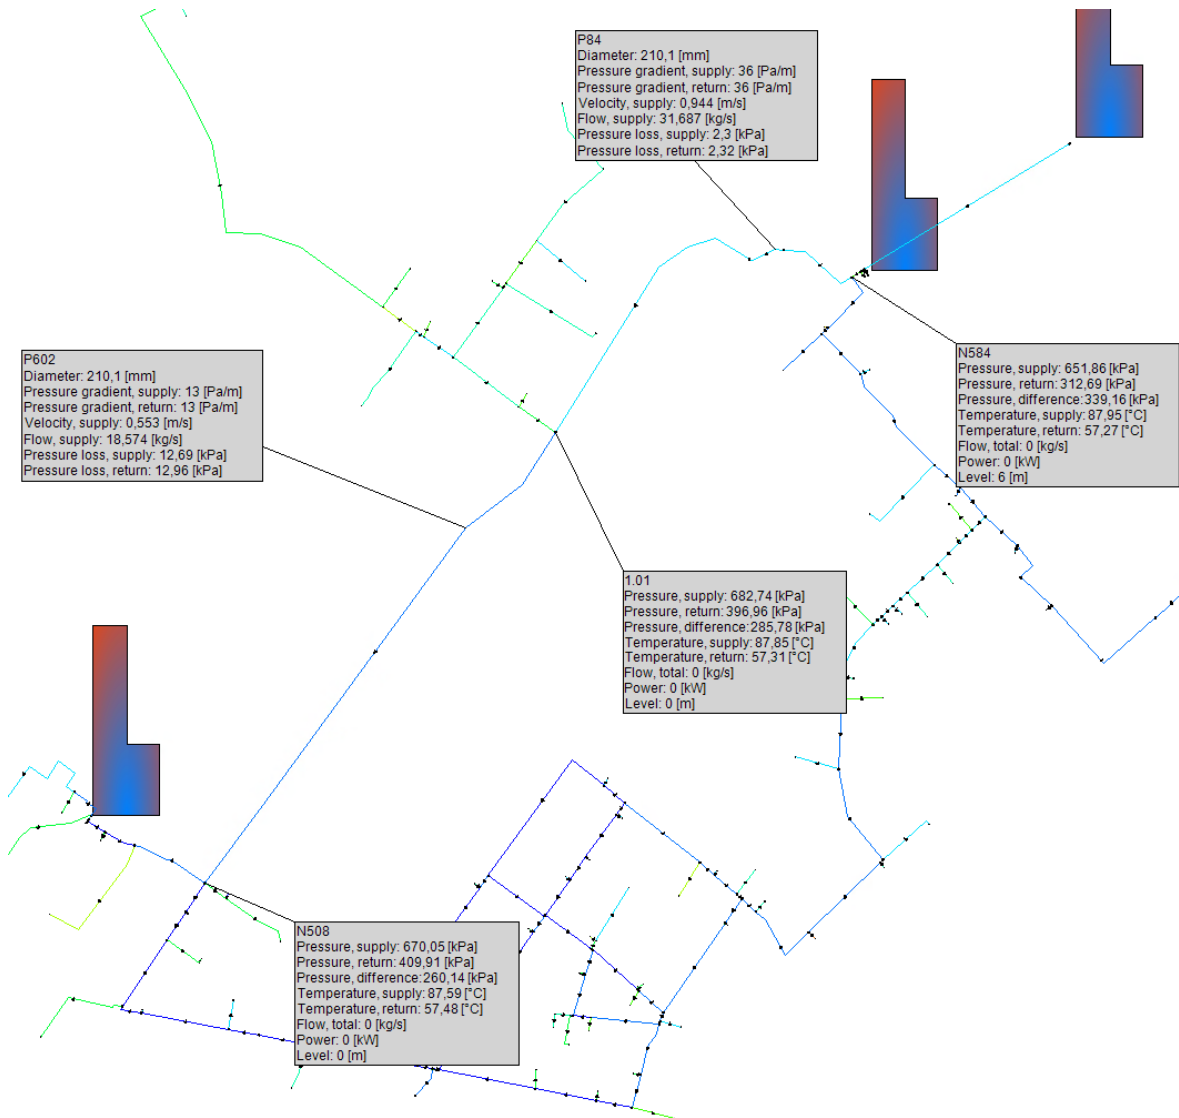 P84
Diameter: 210,1 [mm]
Pressure gradient, supply: 36 [Pa/m]
Pressure gradient, return: 36 [Pa/m]
Velocity, supply: 0,944 [m/s]
Flow, supply: 31,687 [kg/s]
Pressure loss, supply: 2,3 [kPa]
Pressure loss, return: 2,32 [kPa]
P602
Diameter: 210,1 [mm]
Pressure gradient, supply: 13 [Pa/m]
Pressure gradient, return: 13 [Pa/m]
Velocity, supply: 0,553 [m/s]
Flow, supply: 18,574 [kg/s]
Pressure loss, supply: 12,69 [kPa]
Pressure loss, return: 12,96 [kPa]
N584
Pressure, supply: 651,86 [kPa]
Pressure, return: 312,69 [kPa]
Pressure, difference: 339,16 [kPa]
Temperature, supply: 87,95 [°C]
Temperature, return: 57,27 [°C]
Flow, total: 0 [kg/s]
Power: 0 [kW]
Level: 6 [m]
1.01
Pressure, supply: 682,74 [kPa]
Pressure, return: 396,96 [kPa]
Pressure, difference: 285,78 [kPa]
Temperature, supply: 87,85 [°C]
Temperature, return: 57,31 [°C]
Flow, total: 0 [kg/s]
Power: 0 [kW]
Level: 0 [m]
N508
Pressure, supply: 670,05 [kPa]
Pressure, return: 409,91 [kPa]
Pressure, difference: 260,14 [kPa]
Temperature, supply: 87,59 [°C]
Temperature, return: 57,48 [°C]
Flow, total: 0 [kg/s]
Power: 0 [kW]
Level: 0 [m]